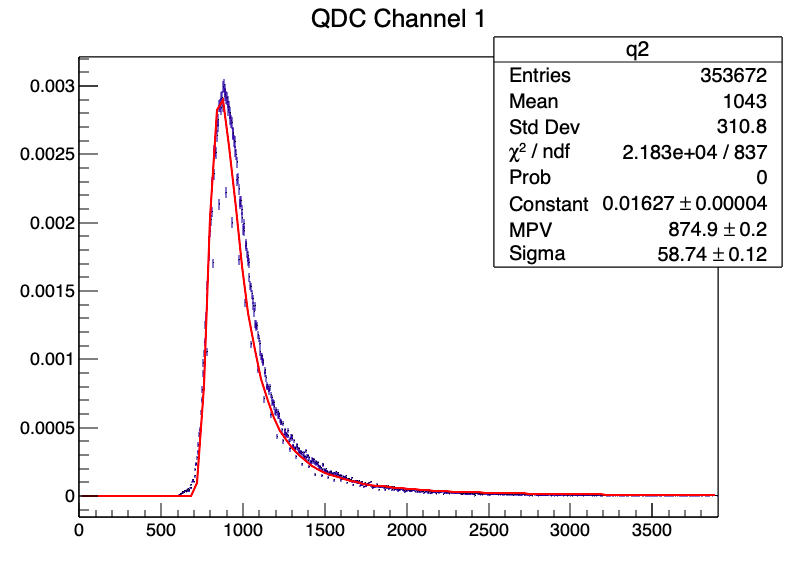 QDC Channel 1
q2
Entries 353672
Mean 1043
Std Dev 310.8
χ² / ndf 2.183e+04 / 837
Prob 0
Constant 0.01627 ± 0.00004
MPV 874.9 ± 0.2
Sigma 58.74 ± 0.12
0.003
0.0025
0.002
0.0015
0.001
0.0005
0
0 500 1000 1500 2000 2500 3000 3500